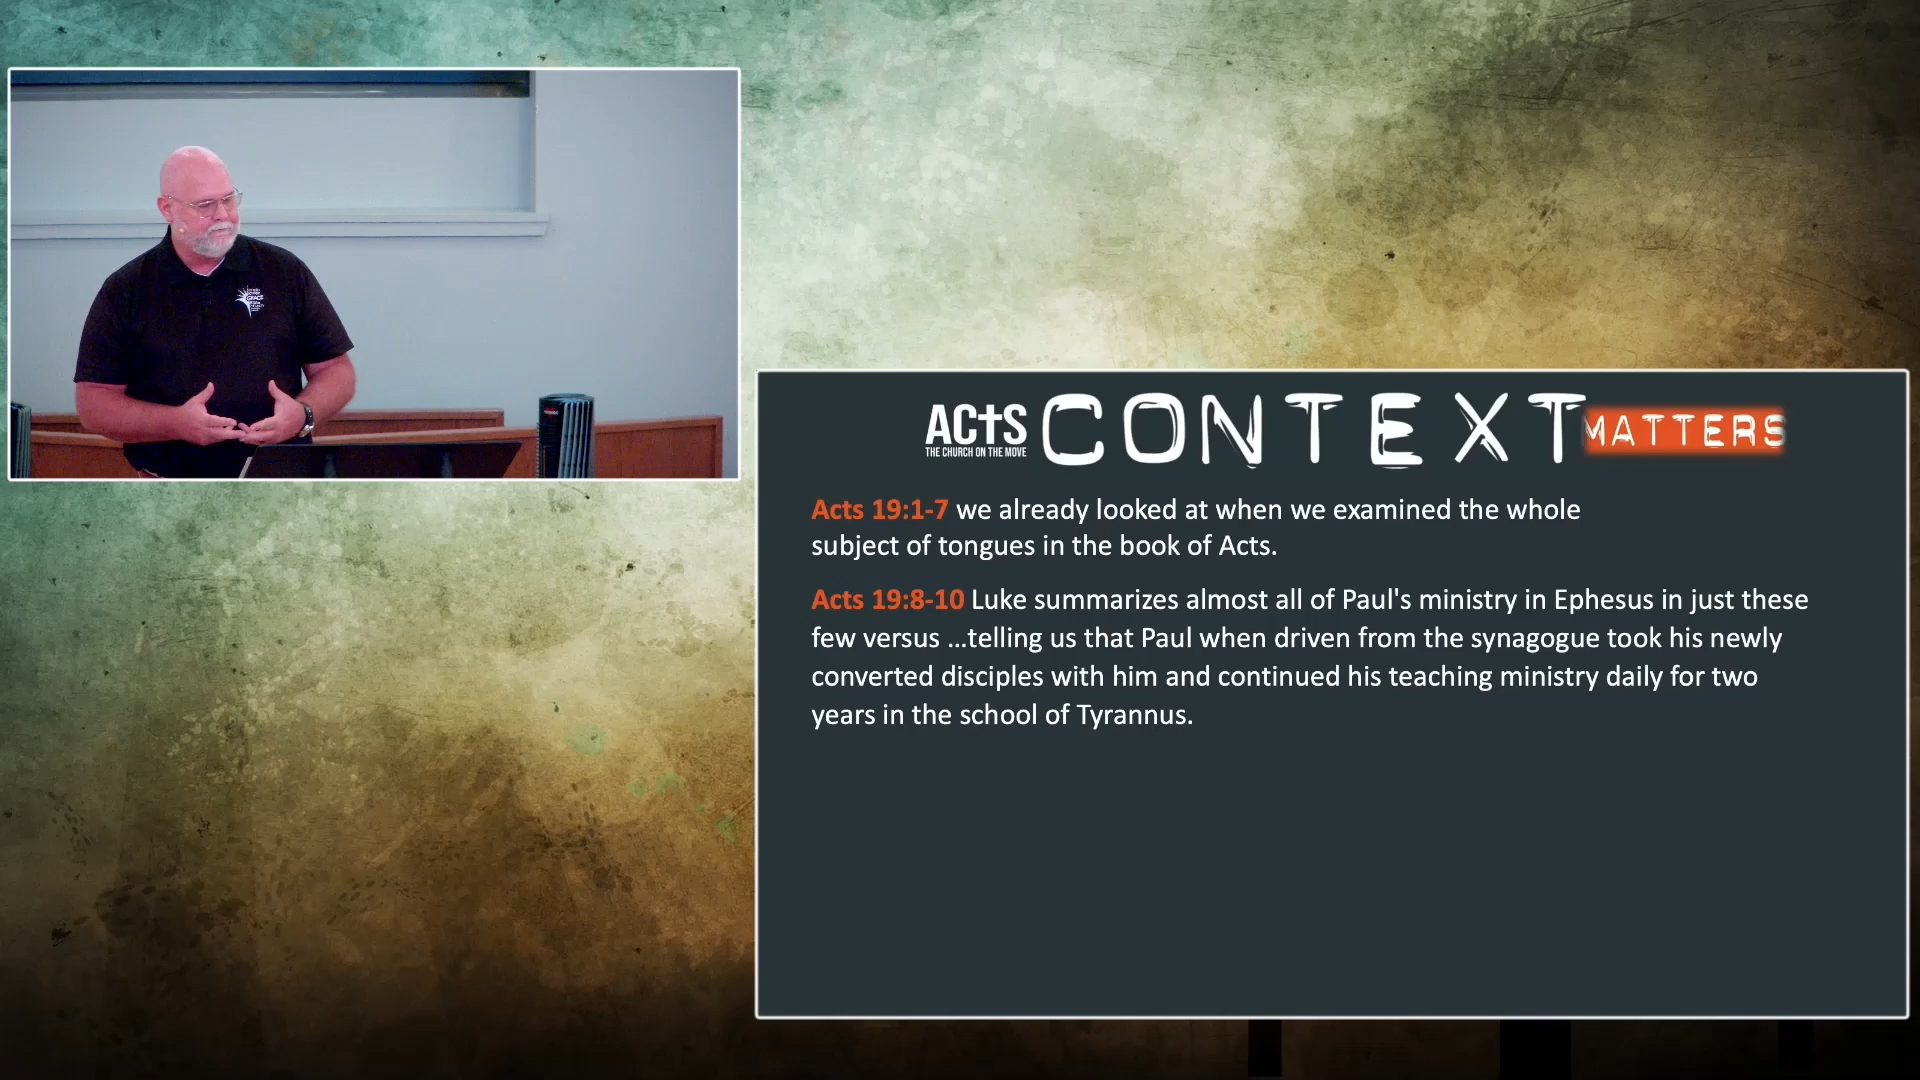 GRACE
ACTS
THE CHURCH ON THE MOVE
CONTEXT
MATTERS
Acts 19:1-7 we already looked at when we examined the whole
subject of tongues in the book of Acts.
Acts 19:8-10 Luke summarizes almost all of Paul's ministry in Ephesus in just these
few versus ...telling us that Paul when driven from the synagogue took his newly
converted disciples with him and continued his teaching ministry daily for two
years in the school of Tyrannus.